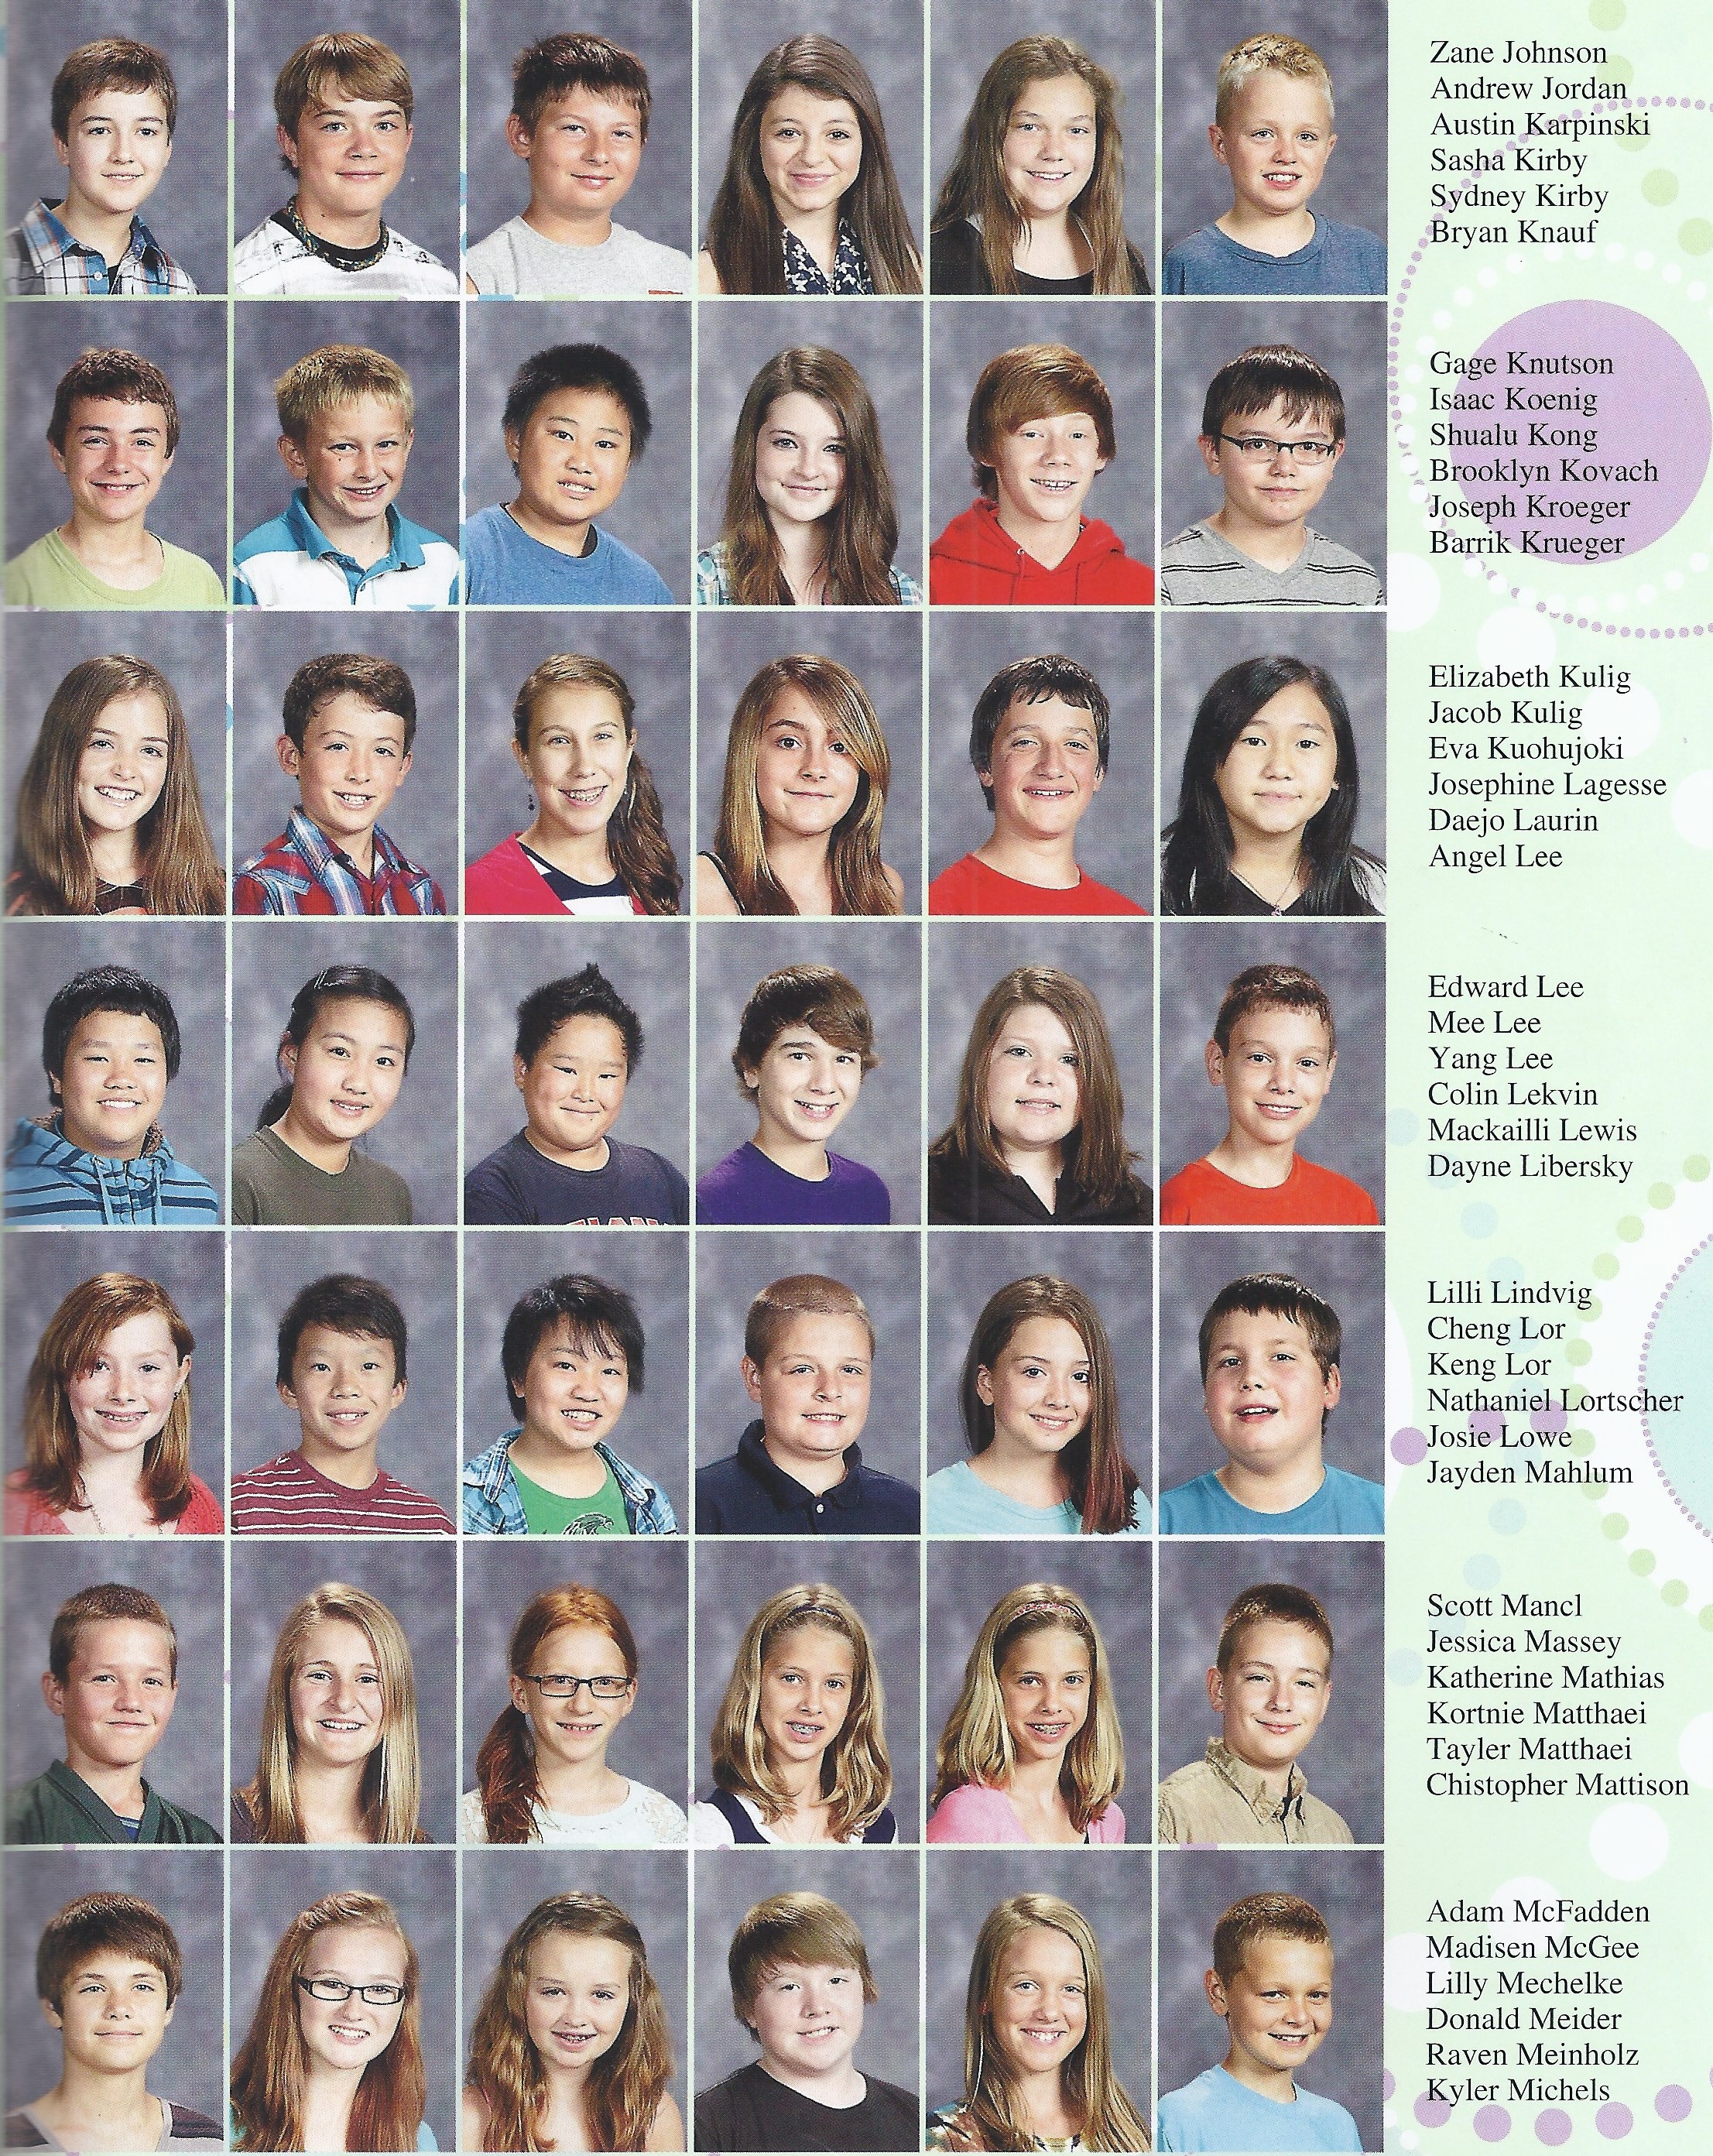 Zane Johnson
Andrew Jordan
Austin Karpinski
Sasha Kirby
Sydney Kirby
Bryan Knauf
Gage Knutson
Isaac Koenig
Shualu Kong
Brooklyn Kovach
Joseph Kroeger
Barrik Krueger
Elizabeth Kulig
Jacob Kulig
Eva Kuohujoki
Josephine Lagesse
Daejo Laurin
Angel Lee
Edward Lee
Mee Lee
Yang Lee
Colin Lekvin
Mackailli Lewis
Dayne Libersky
Lilli Lindvig
Cheng Lor
Keng Lor
Nathaniel Lortscher
Josie Lowe
Jayden Mahlum
Scott Mancl
Jessica Massey
Katherine Mathias
Kortnie Matthaei
Tayler Matthaei
Chistopher Mattison
Adam McFadden
Madisen McGee
Lilly Mechelke
Donald Meider
Raven Meinholz
Kyler Michels